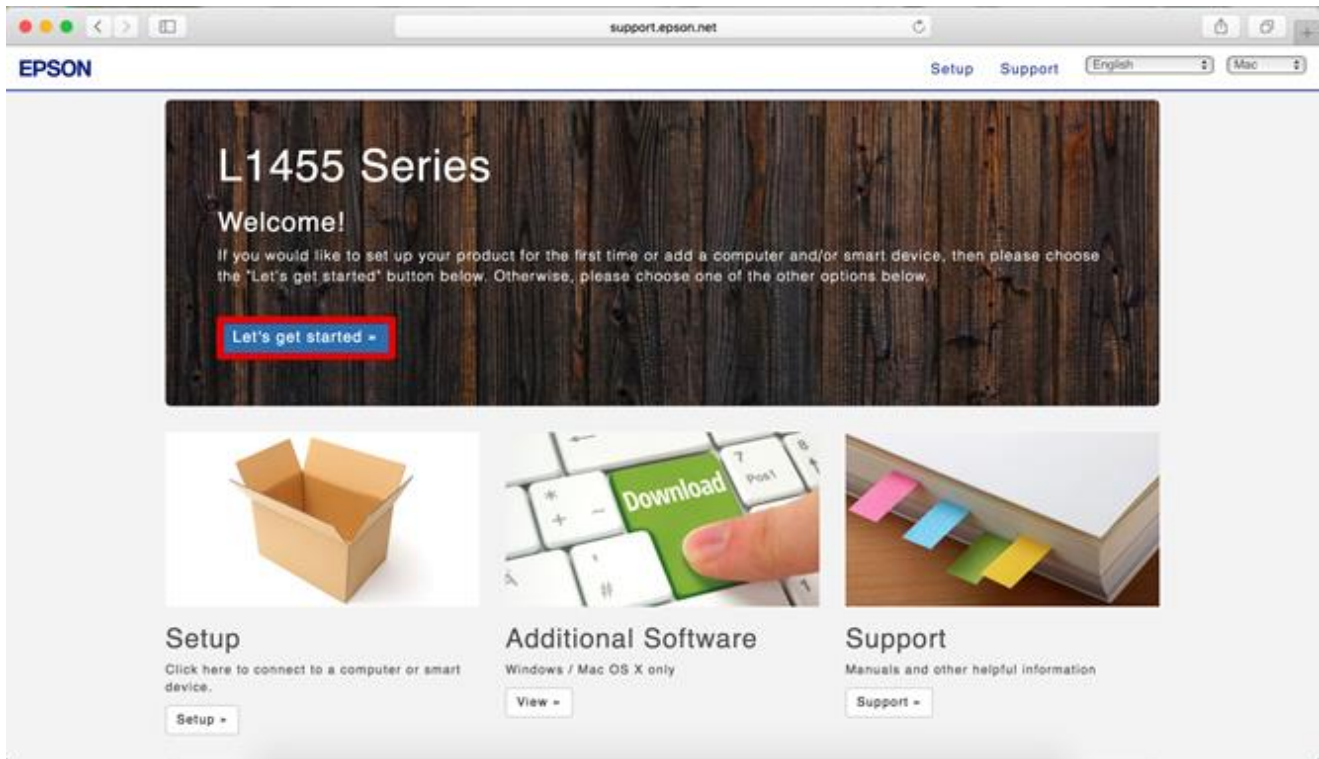 support.epson.net
EPSON
Setup Support English Mac
L1455 Series
Welcome!
If you would like to set up your product for the first time or add a computer and/or smart device, then please choose
the "Let's get started" button below. Otherwise, please choose one of the other options below.
Let's get started »
Download
7
Pos1
8
*
+
~
'
#
Setup
Click here to connect to a computer or smart
device.
Setup »
Additional Software
Windows / Mac OS X only
View »
Support
Manuals and other helpful information
Support »